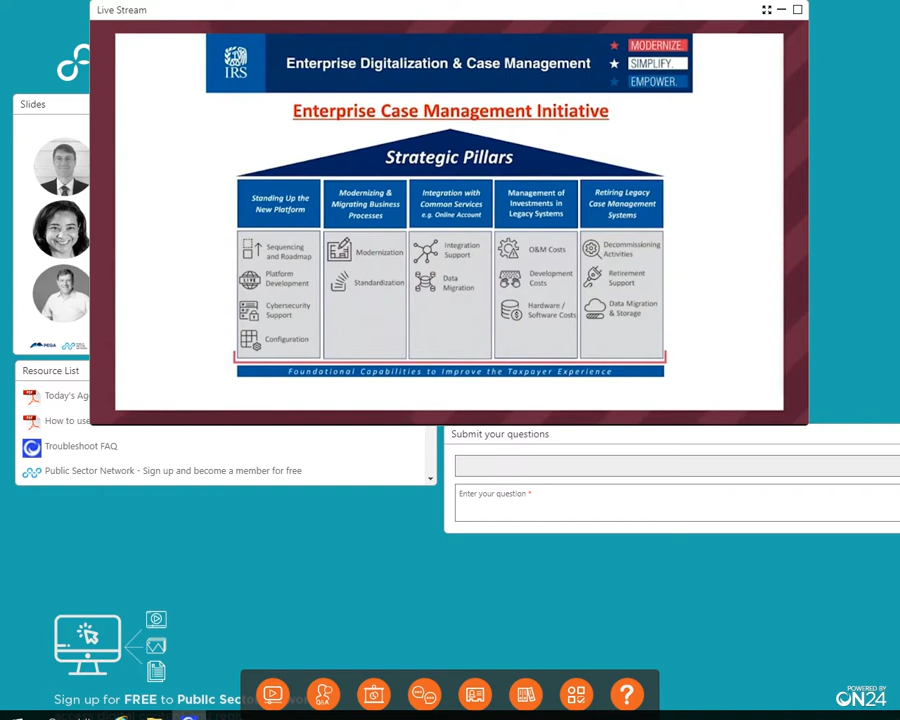 Live Stream
IRS
Enterprise Digitalization & Case Management
MODERNIZE.
SIMPLIFY.
EMPOWER.
Enterprise Case Management Initiative
Strategic Pillars
Standing Up the
New Platform
Modernizing &
Migrating Business
Processes
Integration with
Common Services
e.g. Online Account
Management of
Investments in
Legacy Systems
Retiring Legacy
Case Management
Systems
Sequencing
and Roadmap
LIVE
Platform
Development
Cybersecurity
Support
Configuration
Modernization
Standardization
Integration
Support
Data
Migration
O&M Costs
Development
Costs
Hardware /
Software Costs
Decommissioning
Activities
Retirement
Support
Data Migration
& Storage
Foundational Capabilities to Improve the Taxpayer Experience
Slides
PEGA
Resource List
Today's Ag
How to use
Troubleshoot FAQ
Public Sector Network - Sign up and become a member for free
Submit your questions
Enter your question *
Sign up for FREE to Public Sec
Q&A
?
POWERED BY
ON24